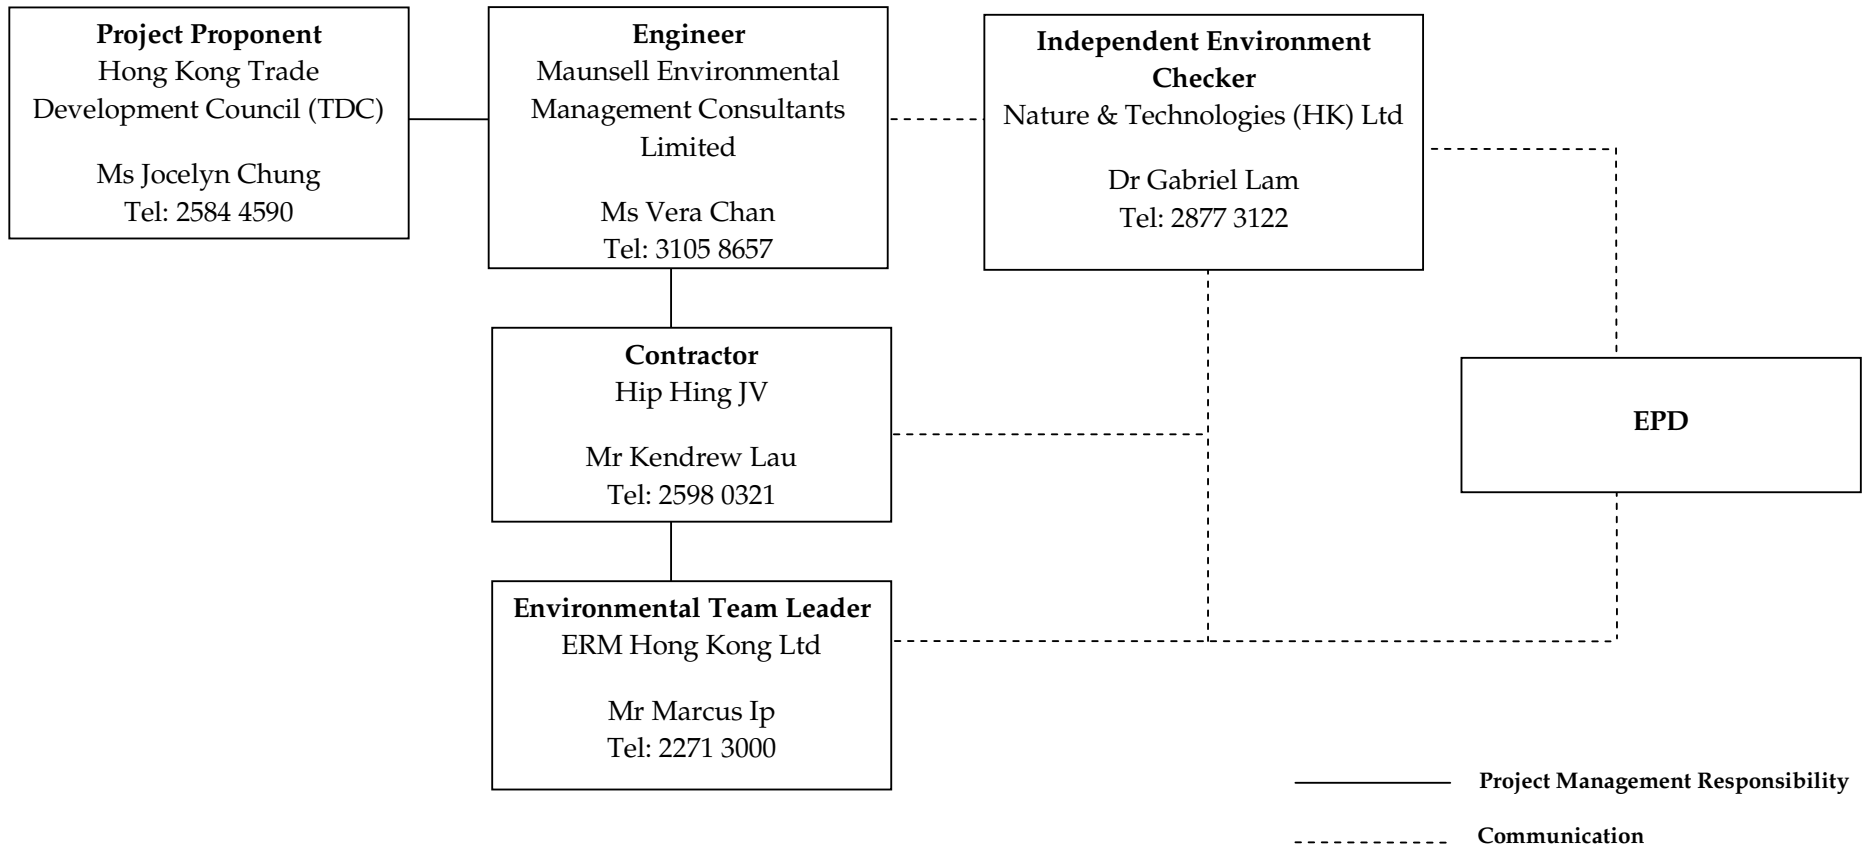 Project Proponent
Hong Kong Trade
Development Council (TDC)
Ms Jocelyn Chung
Tel: 2584 4590
Engineer
Maunsell Environmental
Management Consultants
Limited
Ms Vera Chan
Tel: 3105 8657
Independent Environment
Checker
Nature & Technologies (HK) Ltd
Dr Gabriel Lam
Tel: 2877 3122
Contractor
Hip Hing JV
Mr Kendrew Lau
Tel: 2598 0321
EPD
Environmental Team Leader
ERM Hong Kong Ltd
Mr Marcus Ip
Tel: 2271 3000
Project Management Responsibility
Communication